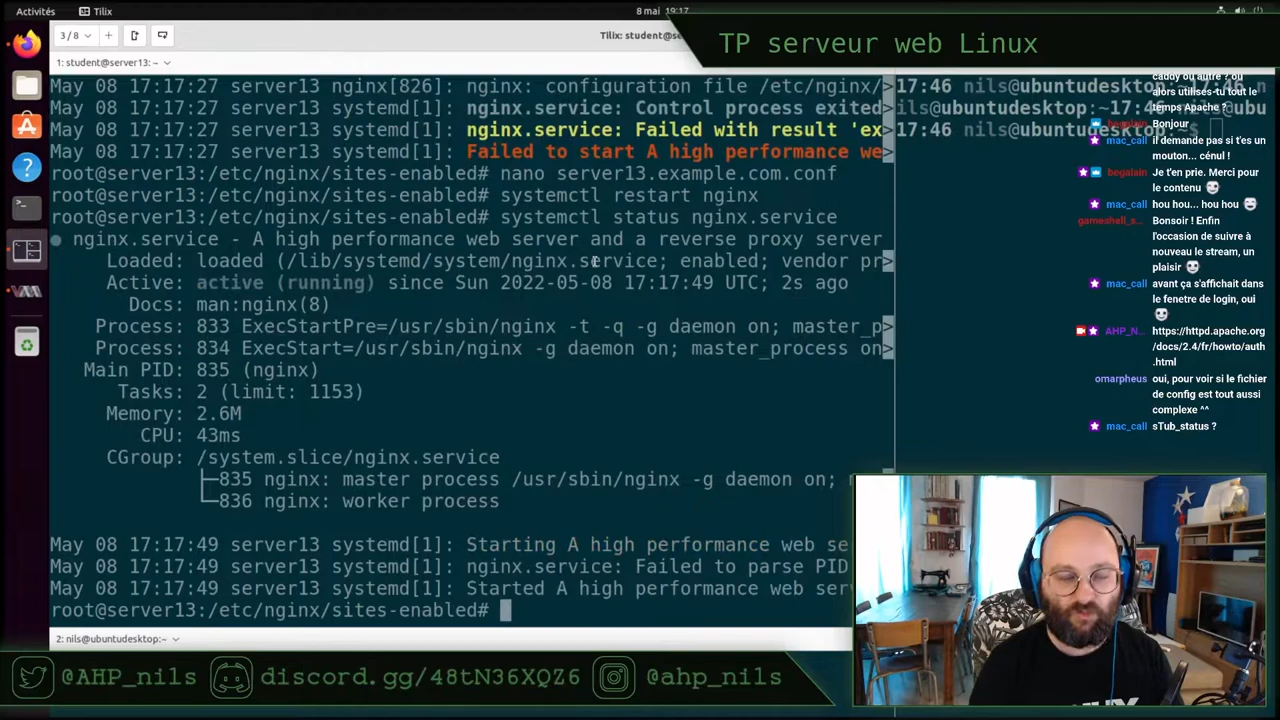 Activités
Tilix
8 mai 19:17
TP serveur web Linux
3/8
Tilix: student@se
1: student@server13: ~
May 08 17:17:27 server13 nginx[826]: nginx: configuration file /etc/nginx/>
May 08 17:17:27 server13 systemd[1]: nginx.service: Control process exited
May 08 17:17:27 server13 systemd[1]: nginx.service: Failed with result 'ex>
May 08 17:17:27 server13 systemd[1]: Failed to start A high performance we
root@server13:/etc/nginx/sites-enabled# nano server13.example.com.conf
root@server13:/etc/nginx/sites-enabled# systemctl restart nginx
root@server13:/etc/nginx/sites-enabled# systemctl status nginx.service
● nginx.service - A high performance web server and a reverse proxy server
Loaded: loaded (/lib/systemd/system/nginx.service; enabled; vendor pr>
Active: active (running) since Sun 2022-05-08 17:17:49 UTC; 2s ago
Docs: man:nginx(8)
Process: 833 ExecStartPre=/usr/sbin/nginx -t -q -g daemon on; master_p>
Process: 834 ExecStart=/usr/sbin/nginx -g daemon on; master_process on>
Main PID: 835 (nginx)
Tasks: 2 (limit: 1153)
Memory: 2.6M
CPU: 43ms
CGroup: /system.slice/nginx.service
├─835 nginx: master process /usr/sbin/nginx -g daemon on;
└─836 nginx: worker process
May 08 17:17:49 server13 systemd[1]: Starting A high performance web se
May 08 17:17:49 server13 systemd[1]: nginx.service: Failed to parse PID
May 08 17:17:49 server13 systemd[1]: Started A high performance web serv
root@server13:/etc/nginx/sites-enabled#
2: nils@ubuntudesktop:~
17:46 nils@ubuntudesktop
17:46 nils@ubuntudesktop:~$
caddy ou autre ? ou
alors utilises-tu tout le
temps Apache ?
begalain Bonjour
mac_call il demande pas si t'es un
mouton... cénul !
begalain Je t'en prie. Merci pour
le contenu
mac_call hou hou... hou hou
gameshell_s... Bonsoir ! Enfin
l'occasion de suivre à
nouveau le stream, un
plaisir
mac_call avant ça s'affichait dans
le fenetre de login, oui
AHP_N... https://httpd.apache.org
/docs/2.4/fr/howto/auth
.html
omarpheus oui, pour voir si le fichier
de config est tout aussi
complexe ^^
mac_call sTub_status ?
@AHP_nils
discord.gg/48tN36XQZ6
@ahp_nils